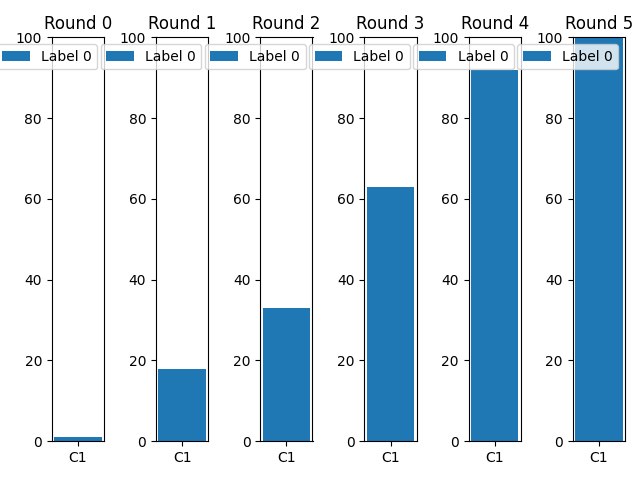 Round 0 Round 1 Round 2 Round 3 Round 4 Round 5
100 100 100 100 100 100
Label 0 Label 0 Label 0 Label 0 Label 0 Label 0
80 80 80 80 80 80
60 60 60 60 60 60
40 40 40 40 40 40
20 20 20 20 20 20
0 0 0 0 0 0
C1 C1 C1 C1 C1 C1